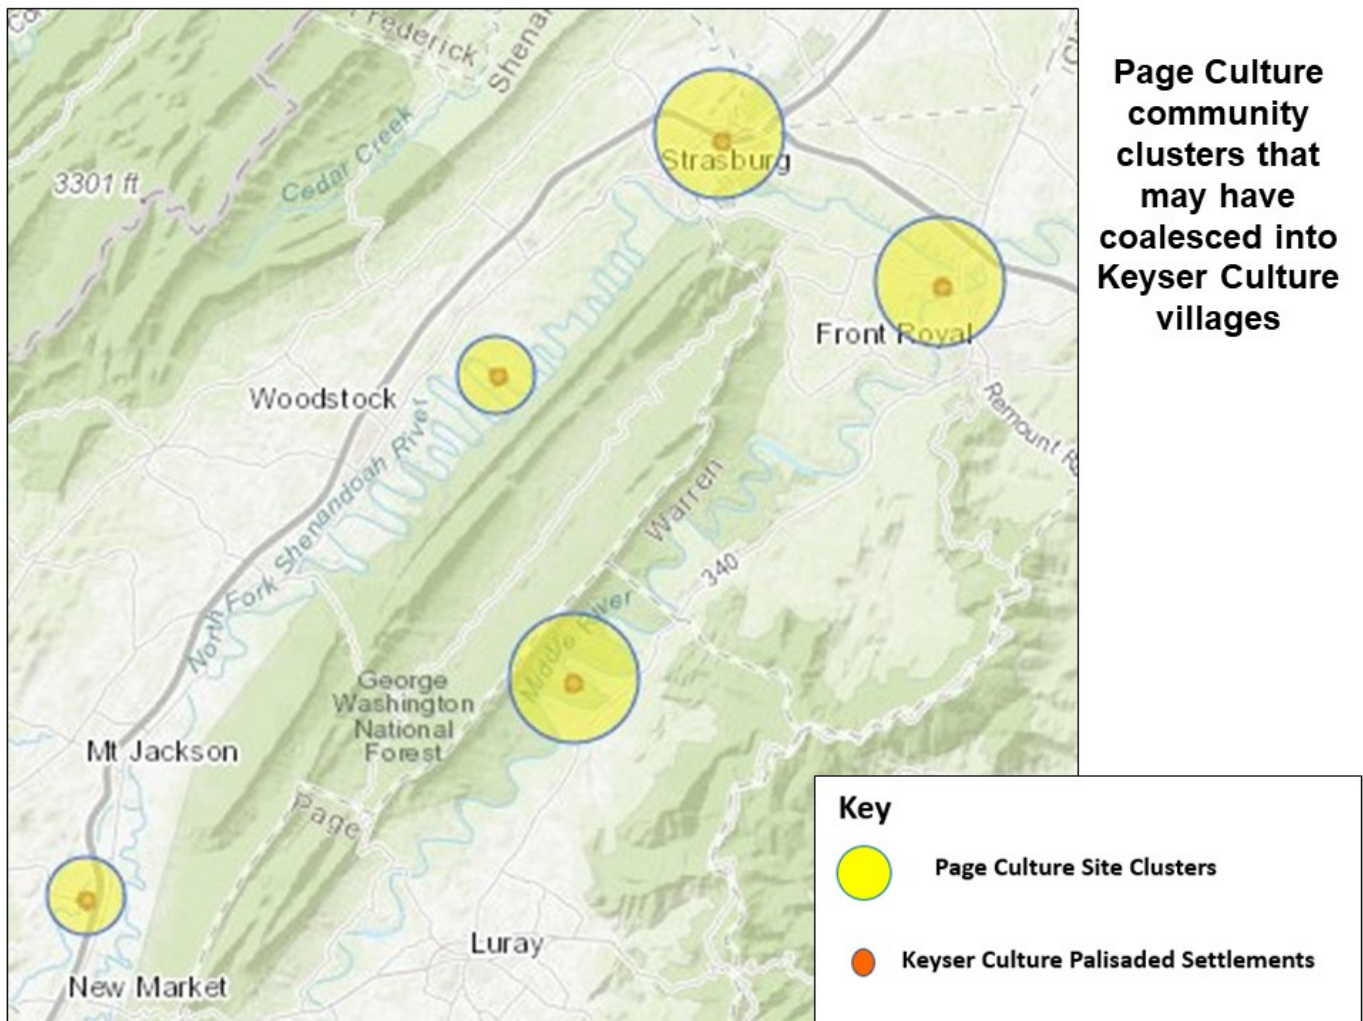 Frederick
Shenan
Cedar Creek
3301 ft
Strasburg
Front Royal
Woodstock
Remount R
North Fork Shenandoah River
Warren
340
Middle River
George
Washington
National
Forest
Mt Jackson
Page
Luray
New Market
Page Culture
community
clusters that
may have
coalesced into
Keyser Culture
villages
Key
Page Culture Site Clusters
Keyser Culture Palisaded Settlements